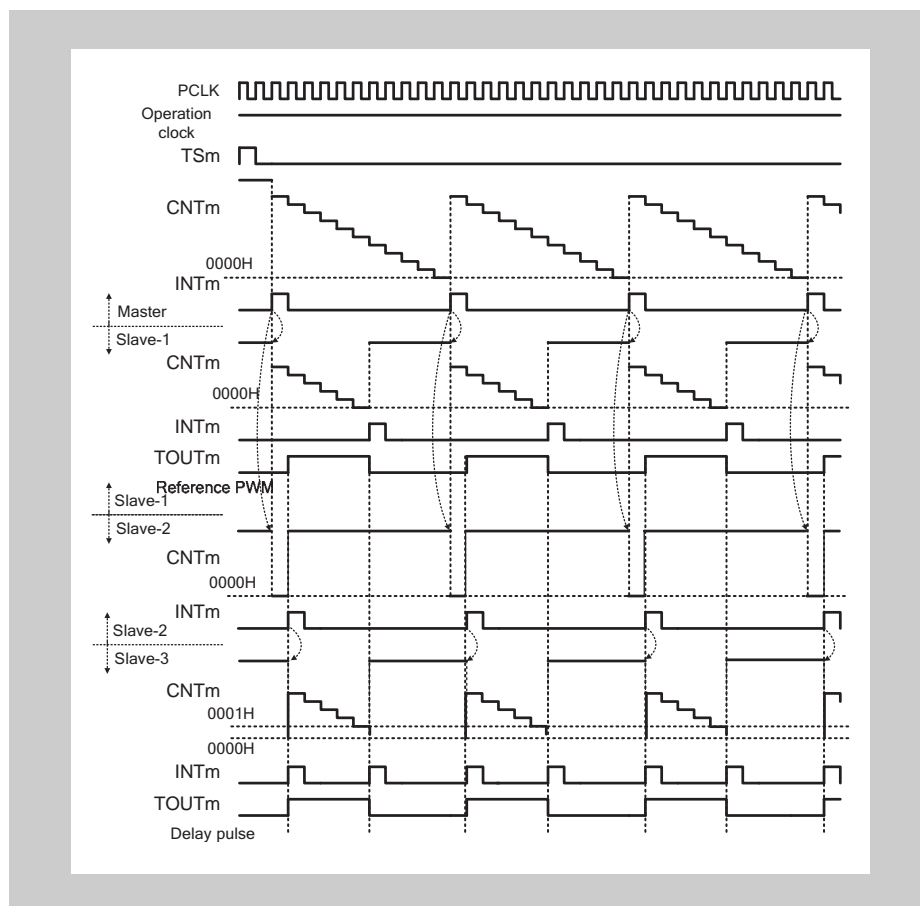 PCLK
Operation
clock
TSm
CNTm
0000H
INTm
Master
Slave-1
CNTm
0000H
INTm
TOUTm
Reference PWM
Slave-1
Slave-2
CNTm
0000H
INTm
Slave-2
Slave-3
CNTm
0001H
0000H
INTm
TOUTm
Delay pulse